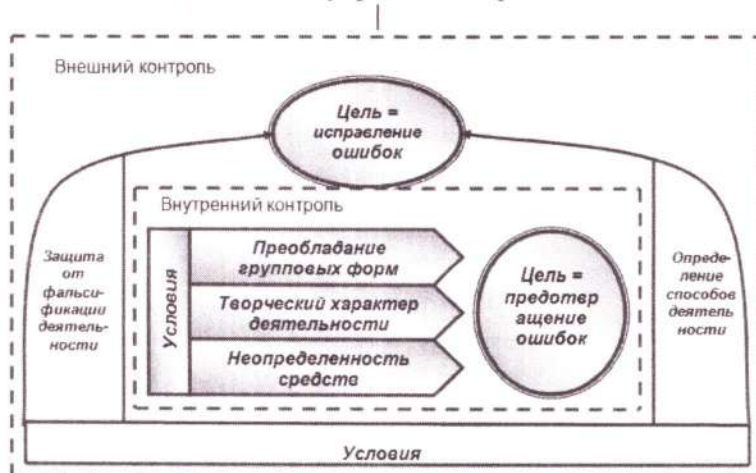 Внешний контроль
Цель =
исправление
ошибок
Внутренний контроль
Защита
от
фальси-
фикации
деятель-
ности
Условия
Преобладание
групповых форм
Творческий характер
деятельности
Неопределенность
средств
Цель =
предотвр
ащение
ошибок
Опреде-
ление
способов
деятель
ности
Условия